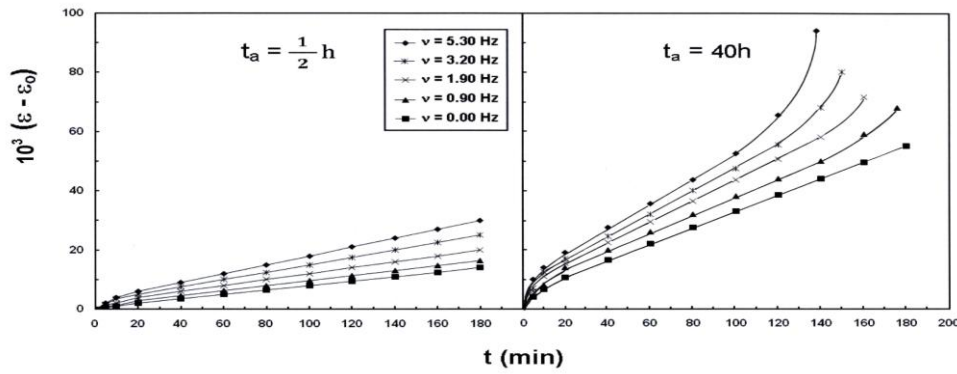 10³ (ε - ε₀)
100
80
60
40
20
0
tₐ = 1/2 h
ν = 5.30 Hz
ν = 3.20 Hz
ν = 1.90 Hz
ν = 0.90 Hz
ν = 0.00 Hz
tₐ = 40h
0 20 40 60 80 100 120 140 160 180
0 20 40 60 80 100 120 140 160 180 200
t (min)